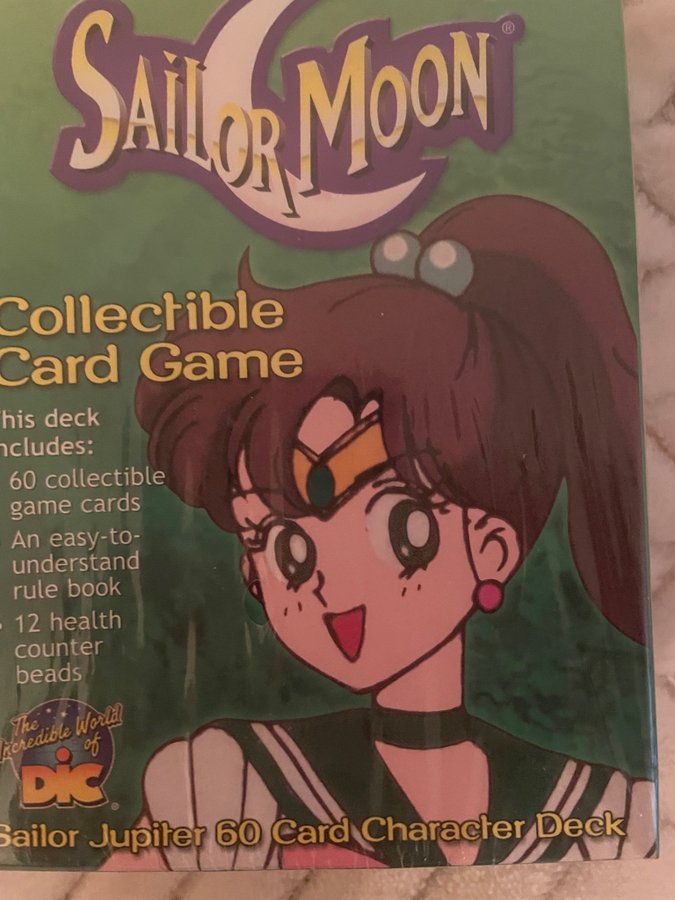 SAILOR MOON®
Collectible
Card Game
his deck
ncludes:
60 collectible
game cards
An easy-to-
understand
rule book
• 12 health
counter
beads
The
Incredible World
of
DiC®
Sailor Jupiter 60 Card Character Deck